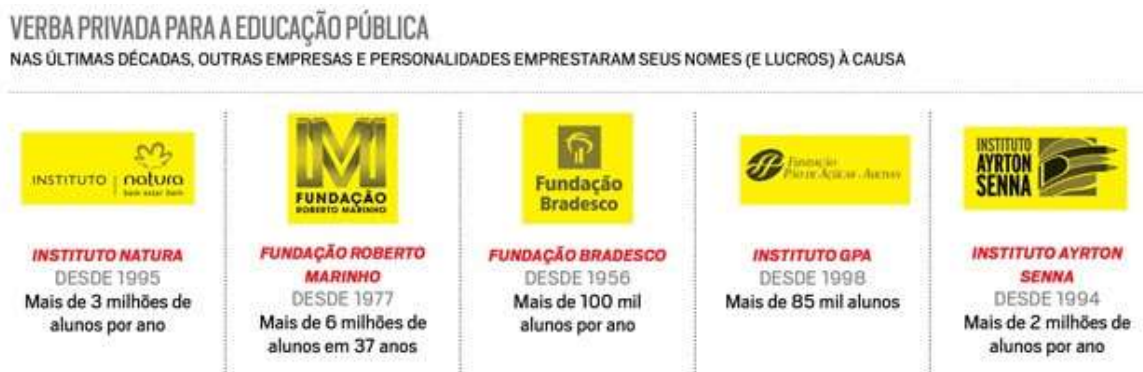 VERBA PRIVADA PARA A EDUCAÇÃO PÚBLICA
NAS ÚLTIMAS DÉCADAS, OUTRAS EMPRESAS E PERSONALIDADES EMPRESTARAM SEUS NOMES (E LUCROS) À CAUSA
INSTITUTO natura
bem estar bem
INSTITUTO NATURA
DESDE 1995
Mais de 3 milhões de
alunos por ano
FUNDAÇÃO
ROBERTO MARINHO
FUNDAÇÃO ROBERTO
MARINHO
DESDE 1977
Mais de 6 milhões de
alunos em 37 anos
Fundação
Bradesco
FUNDAÇÃO BRADESCO
DESDE 1956
Mais de 100 mil
alunos por ano
Fundação
PÃO DE AÇÚCAR
INSTITUTO GPA
DESDE 1998
Mais de 85 mil alunos
INSTITUTO
AYRTON
SENNA
INSTITUTO AYRTON
SENNA
DESDE 1994
Mais de 2 milhões de
alunos por ano